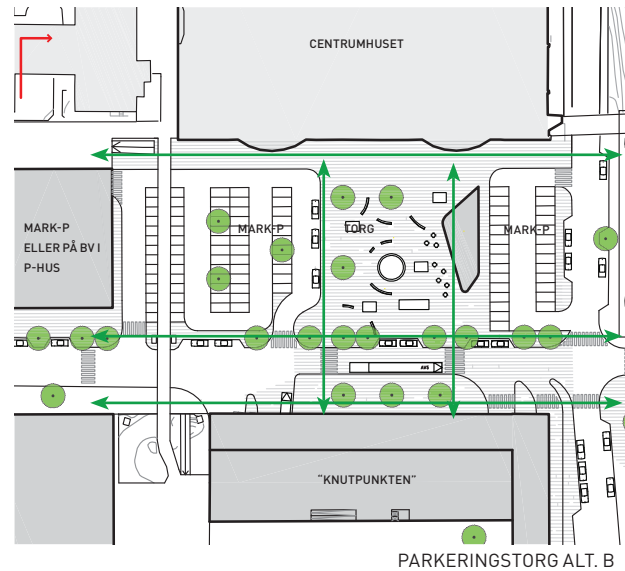 CENTRUMHUSET
MARK-P
ELLER PÅ BV I
P-HUS
MARK-P
TORG
MARK-P
"KNUTPUNKTEN"
PARKERINGSTORG ALT. B